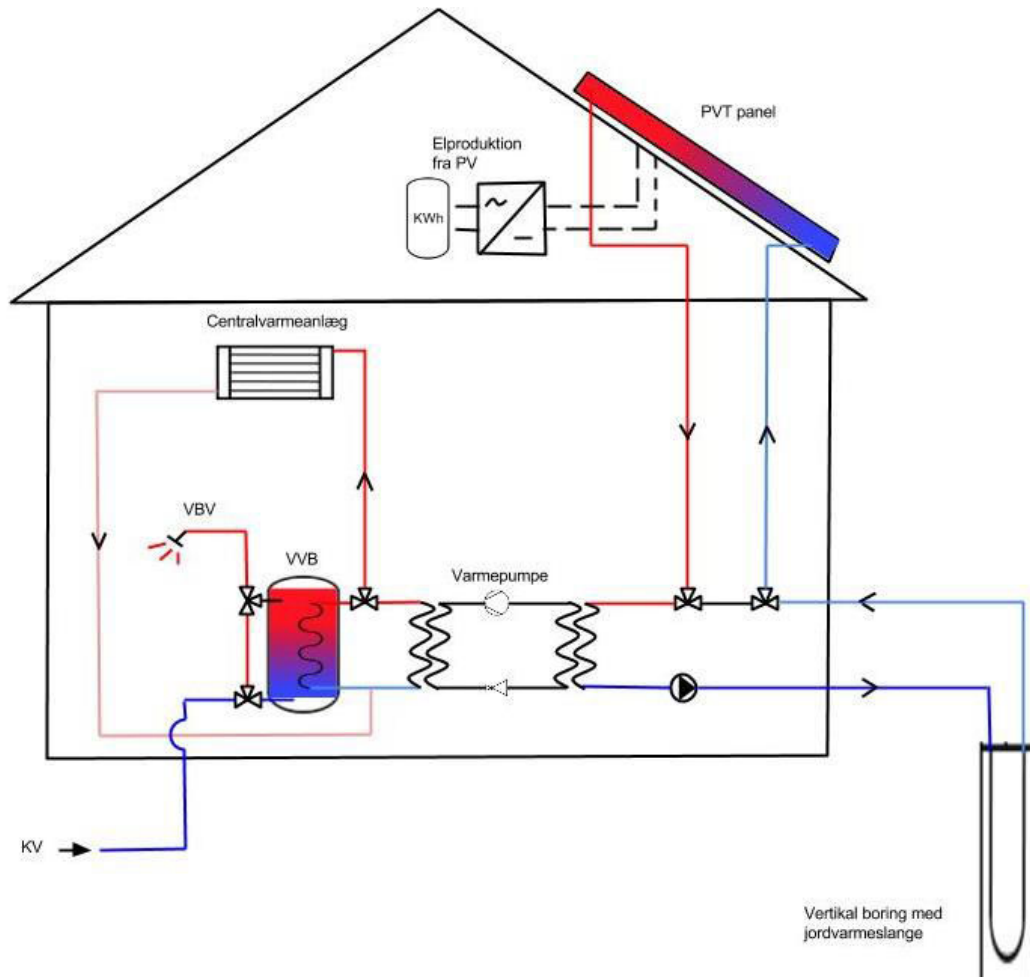 PVT panel
Elproduktion
fra PV
KWh
Centralvarmeanlæg
VBV
VVB
Varmepumpe
KV
Vertikal boring med
jordvarmeslange